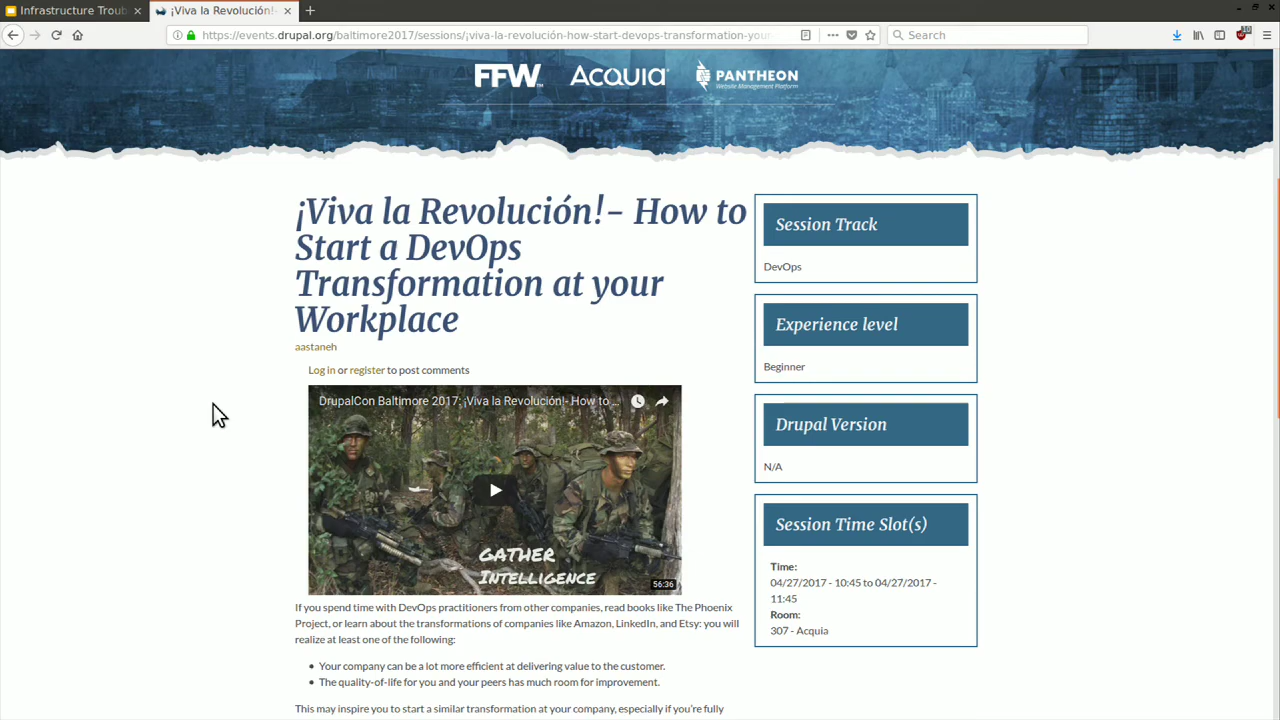 Infrastructure Troub
¡Viva la Revolución!-
https://events.drupal.org/baltimore2017/sessions/¡viva-la-revolución-how-start-devops-transformation-your-
Search
10
FFW
ACQUIA
PANTHEON
Website Management Platform
¡Viva la Revolución!- How to
Start a DevOps
Transformation at your
Workplace
aastaneh
Log in or register to post comments
DrupalCon Baltimore 2017: ¡Viva la Revolución!- How to ...
GATHER
INTELLIGENCE
56:36
If you spend time with DevOps practitioners from other companies, read books like The Phoenix
Project, or learn about the transformations of companies like Amazon, LinkedIn, and Etsy: you will
realize at least one of the following:
Your company can be a lot more efficient at delivering value to the customer.
The quality-of-life for you and your peers has much room for improvement.
This may inspire you to start a similar transformation at your company, especially if you're fully
Session Track
DevOps
Experience level
Beginner
Drupal Version
N/A
Session Time Slot(s)
Time:
04/27/2017 - 10:45 to 04/27/2017 -
11:45
Room:
307 - Acquia